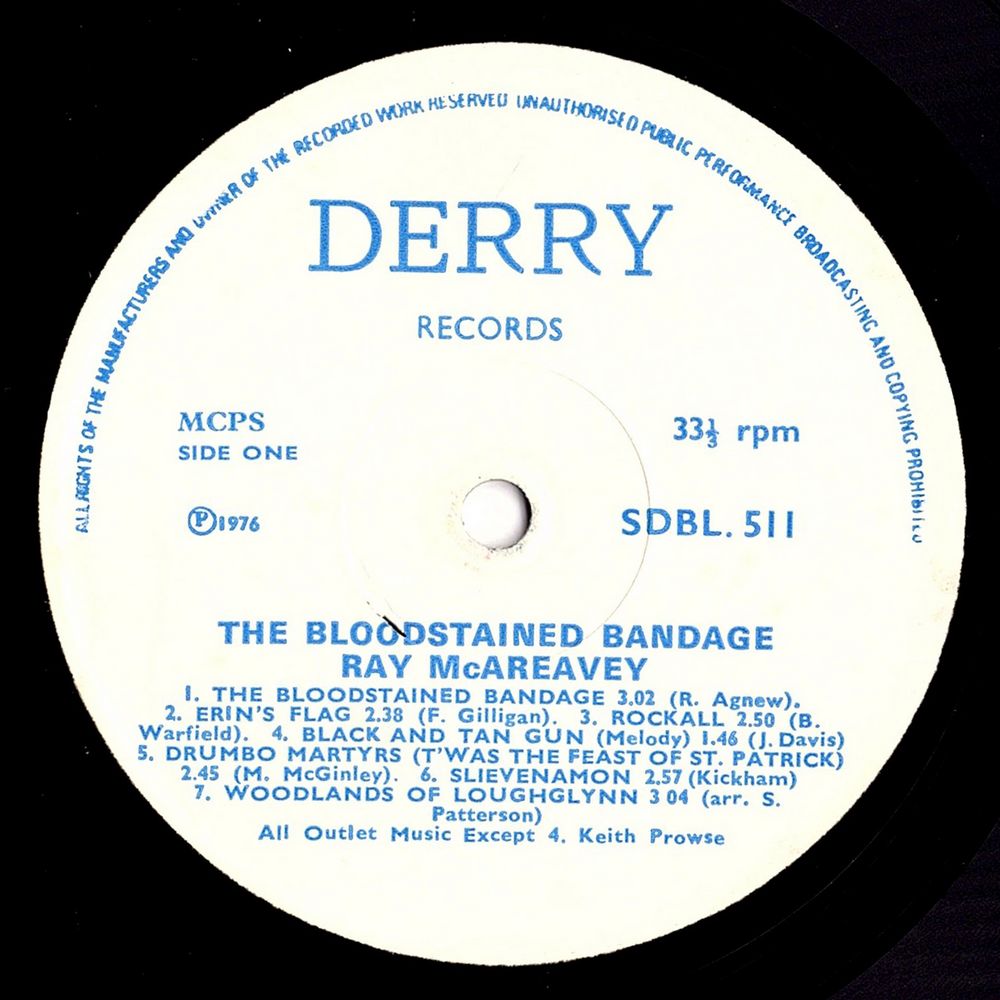 ALL RIGHTS OF THE MANUFACTURERS AND OWNER OF THE RECORDED WORK RESERVED UNAUTHORISED PUBLIC PERFORMANCE BROADCASTING AND COPYING PROHIBITED
DERRY
RECORDS
MCPS
SIDE ONE
33⅓ rpm
Ⓟ1976
SDBL. 511
THE BLOODSTAINED BANDAGE
RAY McAREAVEY
1. THE BLOODSTAINED BANDAGE 3.02 (R. Agnew).
2. ERIN'S FLAG 2.38 (F. Gilligan). 3. ROCKALL 2.50 (B.
Warfield). 4. BLACK AND TAN GUN (Melody) 1.46 (J. Davis)
5. DRUMBO MARTYRS (T'WAS THE FEAST OF ST. PATRICK)
2.45 (M. McGinley). 6. SLIEVENAMON 2.57 (Kickham)
7. WOODLANDS OF LOUGHGLYNN 3 04 (arr. S.
Patterson)
All Outlet Music Except 4. Keith Prowse